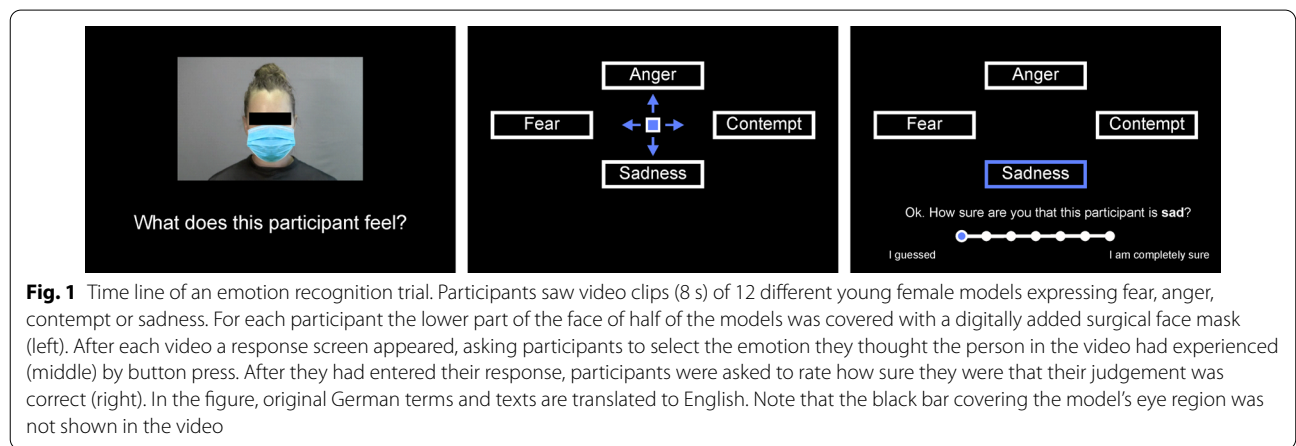 What does this participant feel?
Anger
Fear
Contempt
Sadness
Anger
Fear
Contempt
Sadness
Ok. How sure are you that this participant is sad?
I guessed
I am completely sure
Fig. 1 Time line of an emotion recognition trial. Participants saw video clips (8 s) of 12 different young female models expressing fear, anger,
contempt or sadness. For each participant the lower part of the face of half of the models was covered with a digitally added surgical face mask
(left). After each video a response screen appeared, asking participants to select the emotion they thought the person in the video had experienced
(middle) by button press. After they had entered their response, participants were asked to rate how sure they were that their judgement was
correct (right). In the figure, original German terms and texts are translated to English. Note that the black bar covering the model's eye region was
not shown in the video